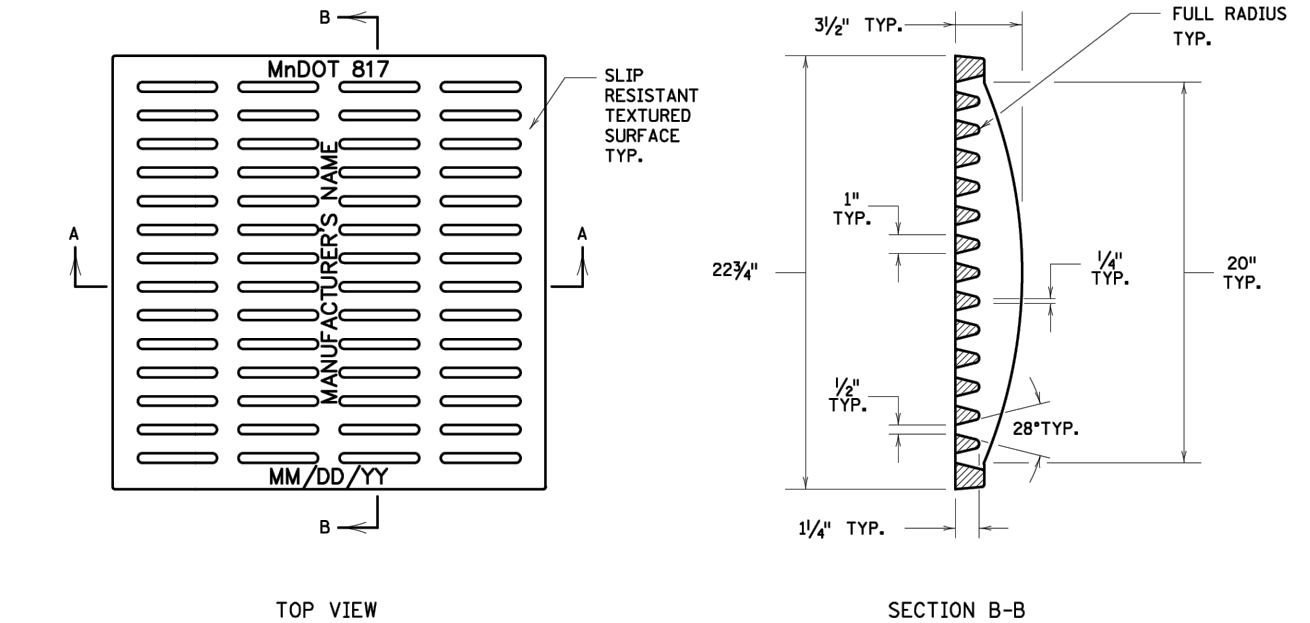 B
MnDOT 817
SLIP
RESISTANT
TEXTURED
SURFACE
TYP.
MANUFACTURER'S NAME
A
A
MM/DD/YY
B
TOP VIEW
3½" TYP.
FULL RADIUS
TYP.
1"
TYP.
22¾"
¼"
TYP.
20"
TYP.
½"
TYP.
28° TYP.
1¼" TYP.
SECTION B-B